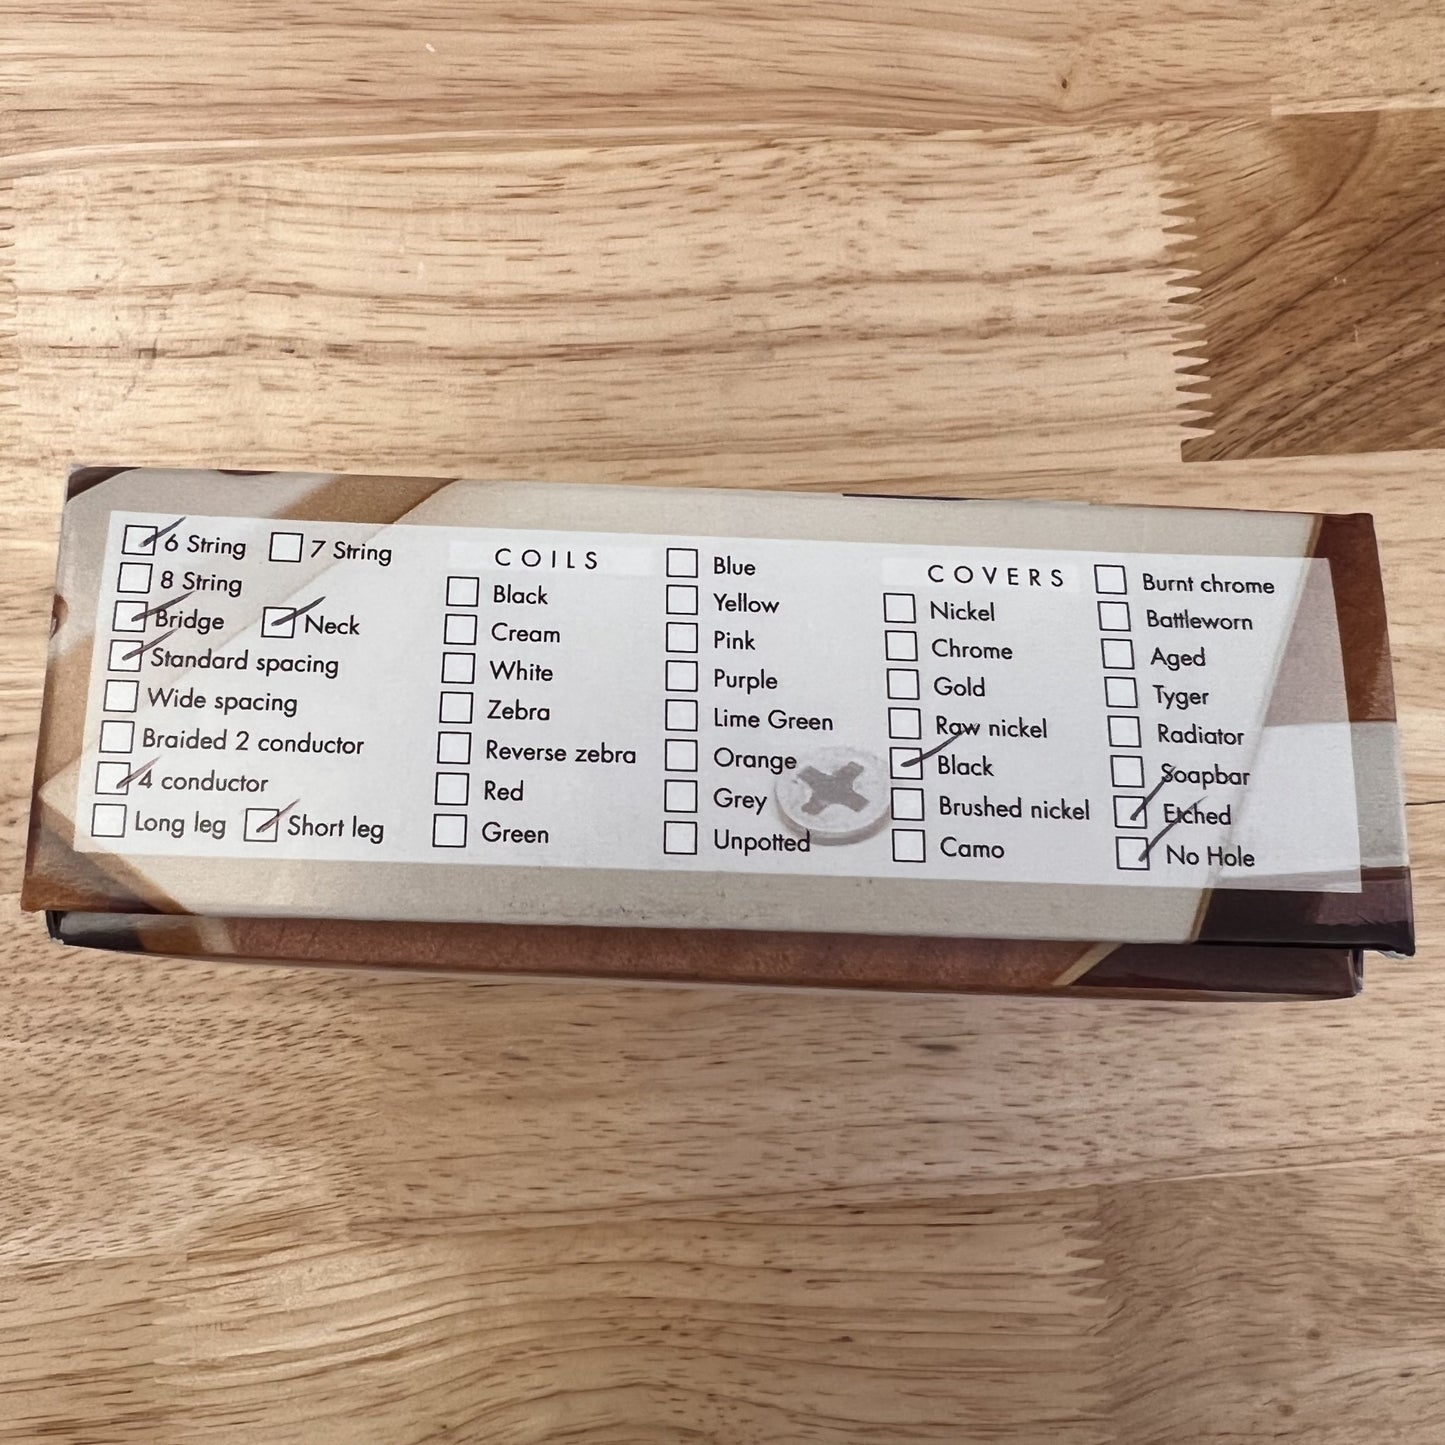 6 String 7 String
8 String
Bridge Neck
Standard spacing
Wide spacing
Braided 2 conductor
4 conductor
Long leg Short leg
COILS
Black
Cream
White
Zebra
Reverse zebra
Red
Green
Blue
Yellow
Pink
Purple
Lime Green
Orange
Grey
Unpotted
COVERS
Nickel
Chrome
Gold
Raw nickel
Black
Brushed nickel
Camo
Burnt chrome
Battleworn
Aged
Tyger
Radiator
Soapbar
Etched
No Hole